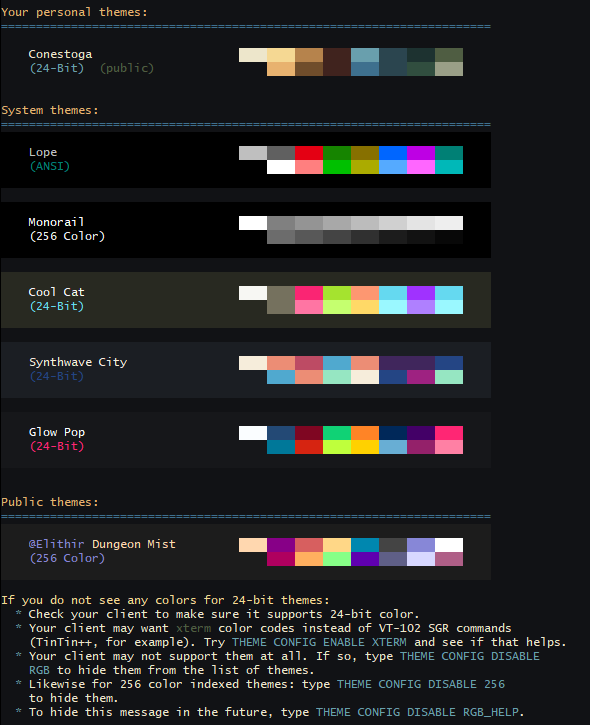 Your personal themes:
======================================================================
Conestoga
(24-Bit) (public)
System themes:
======================================================================
Lope
(ANSI)
Monorail
(256 Color)
Cool Cat
(24-Bit)
Synthwave City
(24-Bit)
Glow Pop
(24-Bit)
Public themes:
======================================================================
@Elithir Dungeon Mist
(256 Color)
If you do not see any colors for 24-bit themes:
* Check your client to make sure it supports 24-bit color.
* Your client may want xterm color codes instead of VT-102 SGR commands
(TinTin++, for example). Try THEME CONFIG ENABLE XTERM and see if that helps.
* Your client may not support them at all. If so, type THEME CONFIG DISABLE
RGB to hide them from the list of themes.
* Likewise for 256 color indexed themes: type THEME CONFIG DISABLE 256
to hide them.
* To hide this message in the future, type THEME CONFIG DISABLE RGB_HELP.